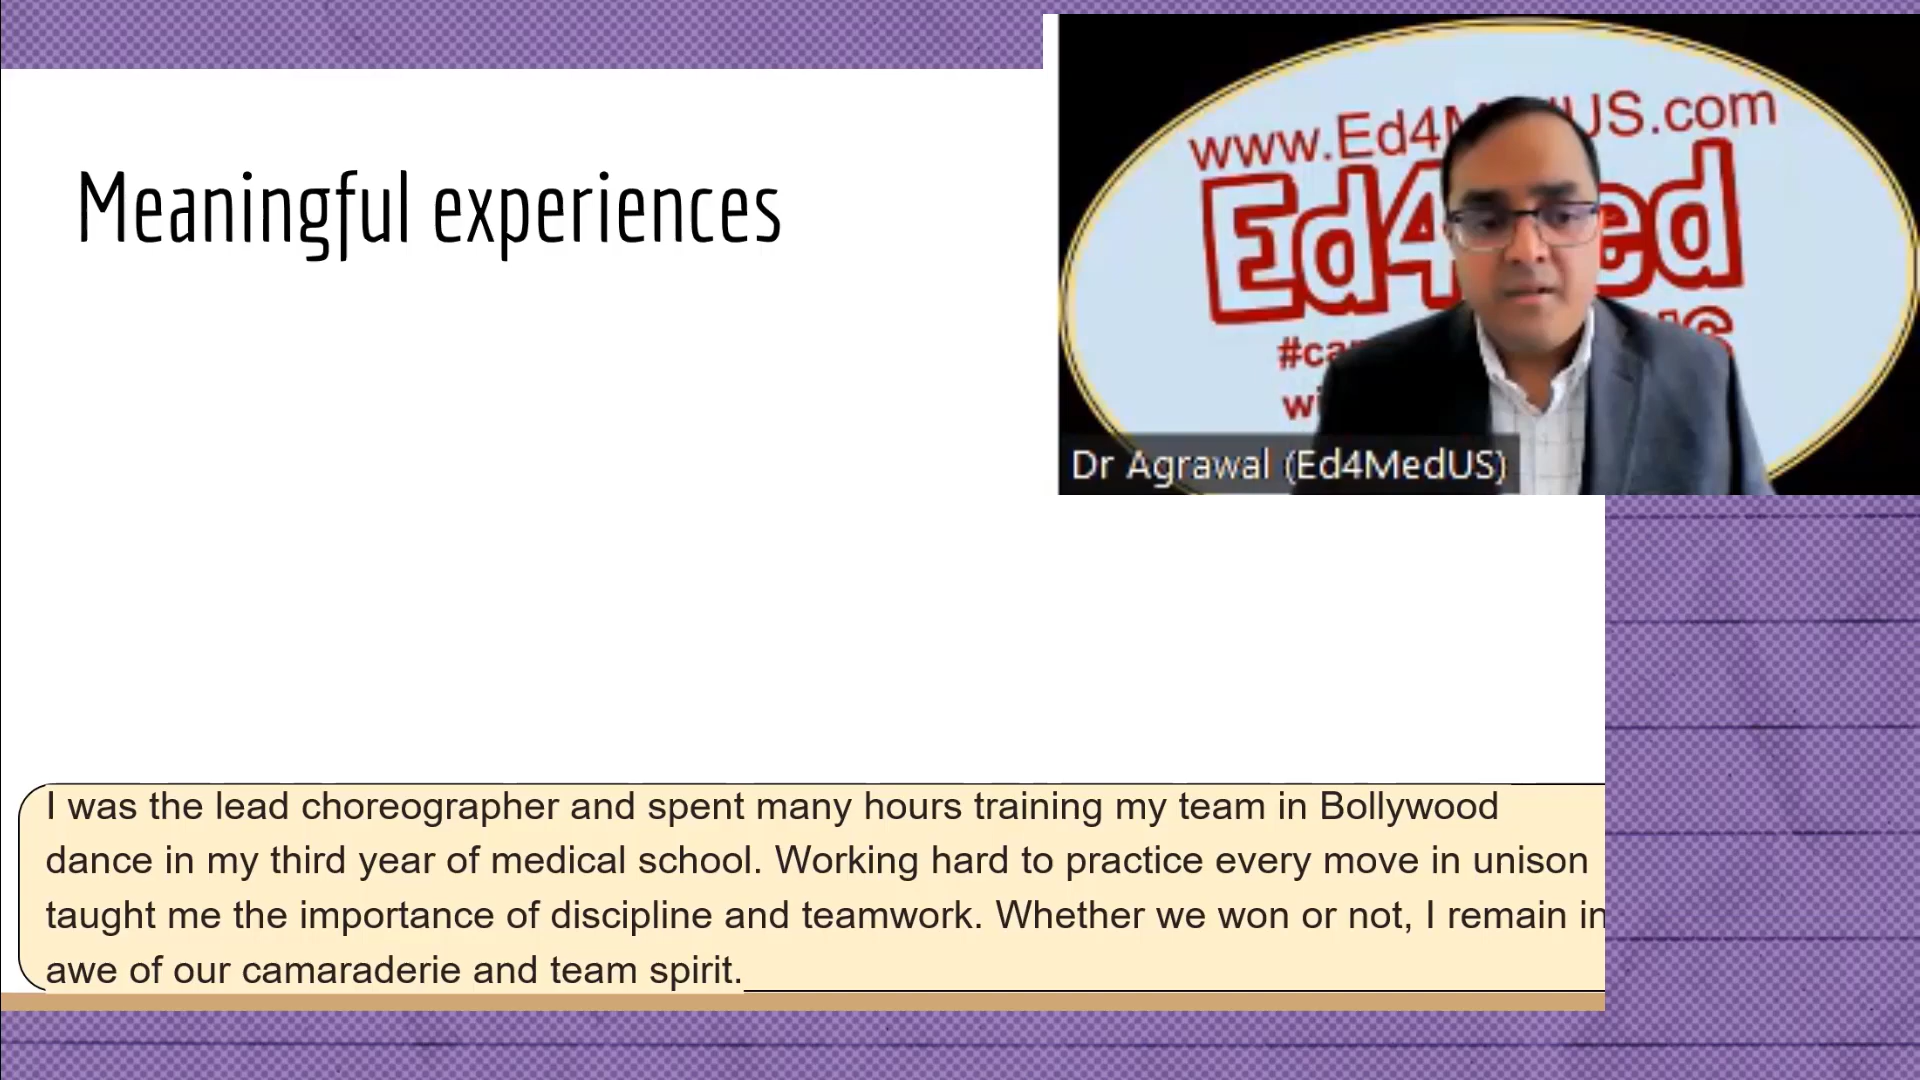 Meaningful experiences
www.Ed4M US.com
Ed4 ed
Dr Agrawal (Ed4MedUS)
I was the lead choreographer and spent many hours training my team in Bollywood
dance in my third year of medical school. Working hard to practice every move in unison
taught me the importance of discipline and teamwork. Whether we won or not, I remain in
awe of our camaraderie and team spirit.